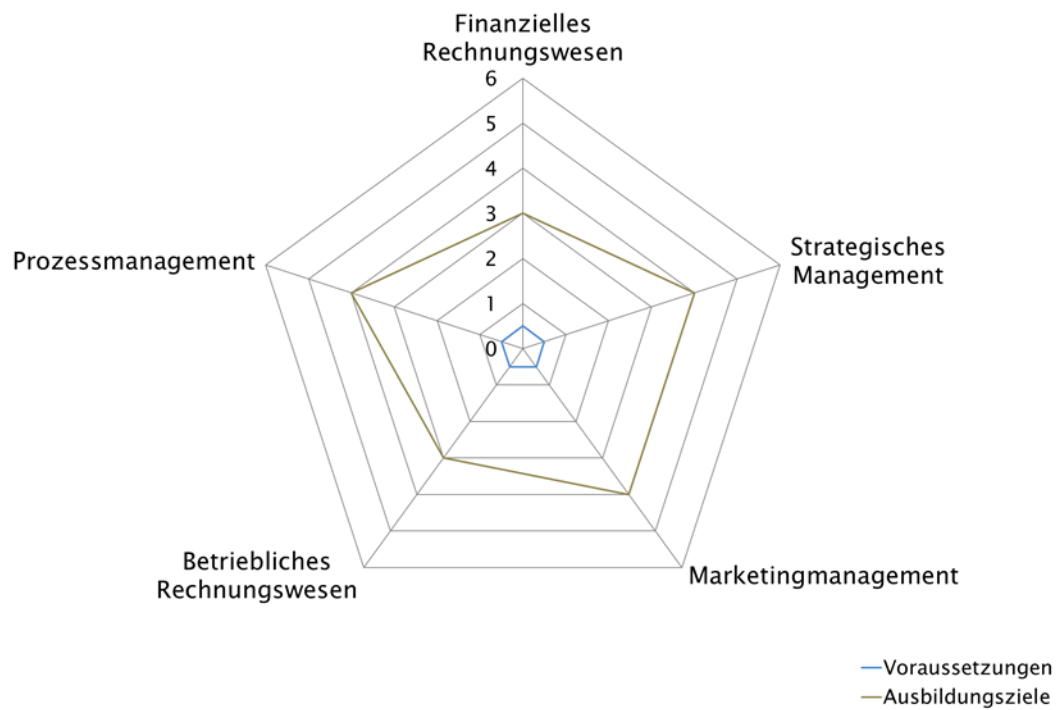 Finanzielles
Rechnungswesen
6
5
4
3
2
1
0
Strategisches
Management
Prozessmanagement
Betriebliches
Rechnungswesen
Marketingmanagement
Voraussetzungen
Ausbildungsziele